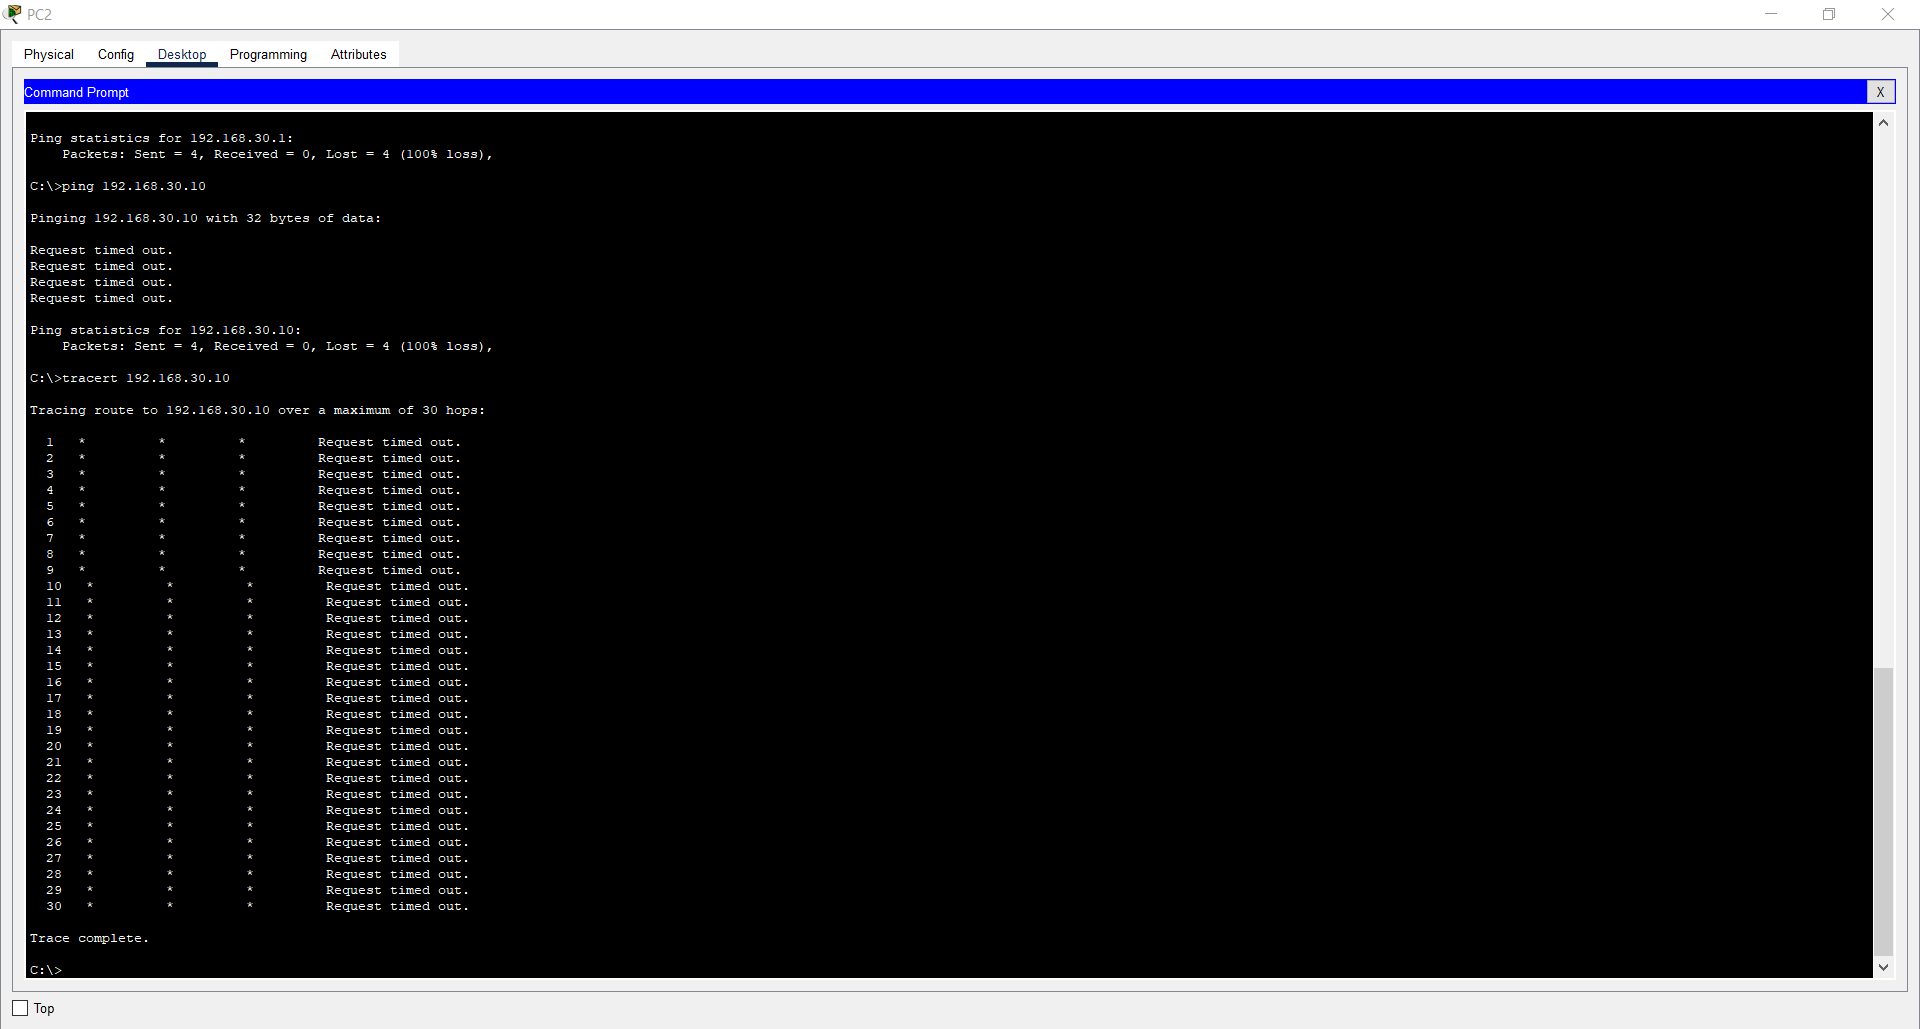 PC2
Physical Config Desktop Programming Attributes
Command Prompt X
Ping statistics for 192.168.30.1:
    Packets: Sent = 4, Received = 0, Lost = 4 (100% loss),
C:\>ping 192.168.30.10
Pinging 192.168.30.10 with 32 bytes of data:
Request timed out.
Request timed out.
Request timed out.
Request timed out.
Ping statistics for 192.168.30.10:
    Packets: Sent = 4, Received = 0, Lost = 4 (100% loss),
C:\>tracert 192.168.30.10
Tracing route to 192.168.30.10 over a maximum of 30 hops:
  1   *         *         *         Request timed out.
  2   *         *         *         Request timed out.
  3   *         *         *         Request timed out.
  4   *         *         *         Request timed out.
  5   *         *         *         Request timed out.
  6   *         *         *         Request timed out.
  7   *         *         *         Request timed out.
  8   *         *         *         Request timed out.
  9   *         *         *         Request timed out.
  10   *         *         *         Request timed out.
  11   *         *         *         Request timed out.
  12   *         *         *         Request timed out.
  13   *         *         *         Request timed out.
  14   *         *         *         Request timed out.
  15   *         *         *         Request timed out.
  16   *         *         *         Request timed out.
  17   *         *         *         Request timed out.
  18   *         *         *         Request timed out.
  19   *         *         *         Request timed out.
  20   *         *         *         Request timed out.
  21   *         *         *         Request timed out.
  22   *         *         *         Request timed out.
  23   *         *         *         Request timed out.
  24   *         *         *         Request timed out.
  25   *         *         *         Request timed out.
  26   *         *         *         Request timed out.
  27   *         *         *         Request timed out.
  28   *         *         *         Request timed out.
  29   *         *         *         Request timed out.
  30   *         *         *         Request timed out.
Trace complete.
C:\>
Top